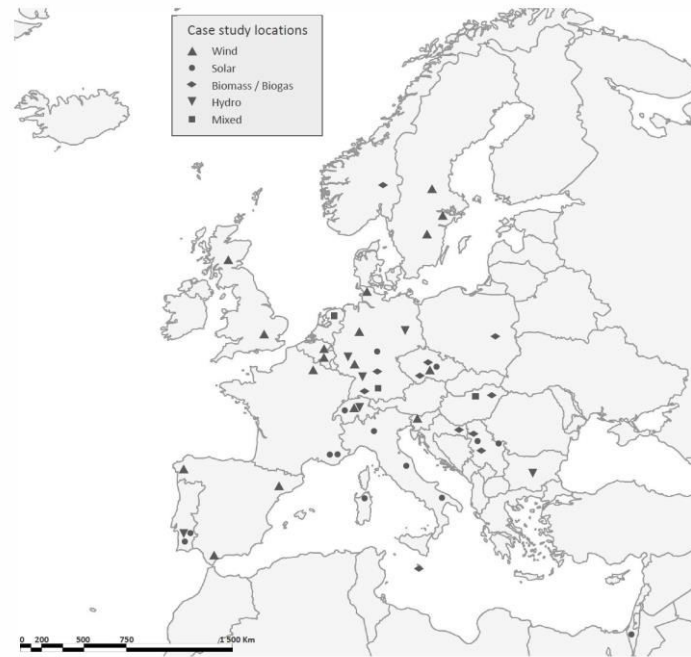 Case study locations
Wind
Solar
Biomass / Biogas
Hydro
Mixed
0 200 500 750 1 500 Km